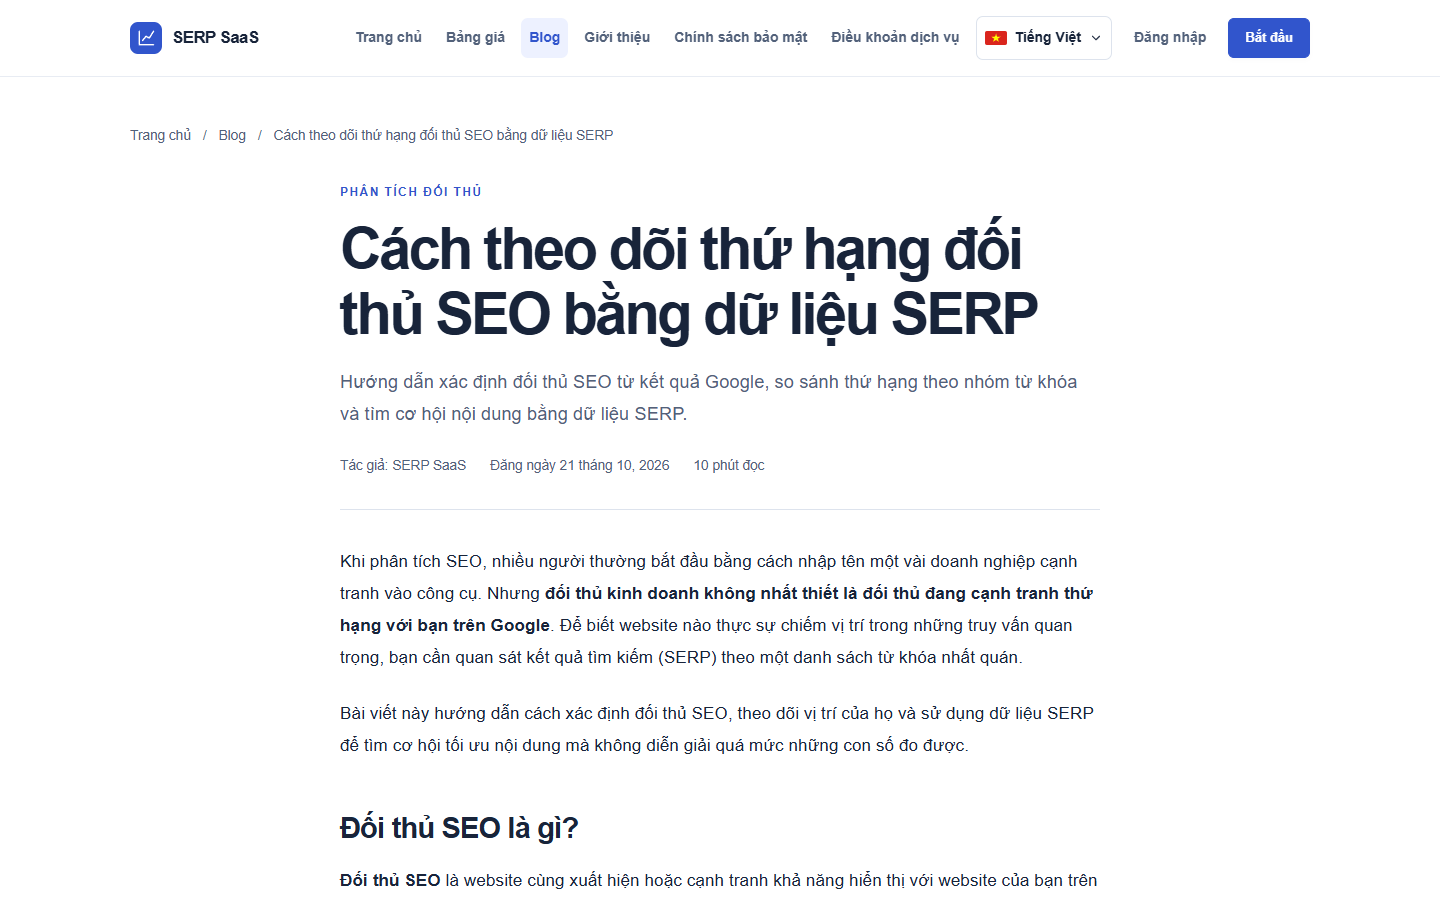 SERP SaaS
Trang chủ
Bảng giá
Blog
Giới thiệu
Chính sách bảo mật
Điều khoản dịch vụ
Tiếng Việt
Đăng nhập
Bắt đầu
Trang chủ / Blog / Cách theo dõi thứ hạng đối thủ SEO bằng dữ liệu SERP
PHÂN TÍCH ĐỐI THỦ
Cách theo dõi thứ hạng đối
thủ SEO bằng dữ liệu SERP
Hướng dẫn xác định đối thủ SEO từ kết quả Google, so sánh thứ hạng theo nhóm từ khóa
và tìm cơ hội nội dung bằng dữ liệu SERP.
Tác giả: SERP SaaS
Đăng ngày 21 tháng 10, 2026
10 phút đọc
Khi phân tích SEO, nhiều người thường bắt đầu bằng cách nhập tên một vài doanh nghiệp cạnh
tranh vào công cụ. Nhưng đối thủ kinh doanh không nhất thiết là đối thủ đang cạnh tranh thứ
hạng với bạn trên Google. Để biết website nào thực sự chiếm vị trí trong những truy vấn quan
trọng, bạn cần quan sát kết quả tìm kiếm (SERP) theo một danh sách từ khóa nhất quán.
Bài viết này hướng dẫn cách xác định đối thủ SEO, theo dõi vị trí của họ và sử dụng dữ liệu SERP
để tìm cơ hội tối ưu nội dung mà không diễn giải quá mức những con số đo được.
Đối thủ SEO là gì?
Đối thủ SEO là website cùng xuất hiện hoặc cạnh tranh khả năng hiển thị với website của bạn trên